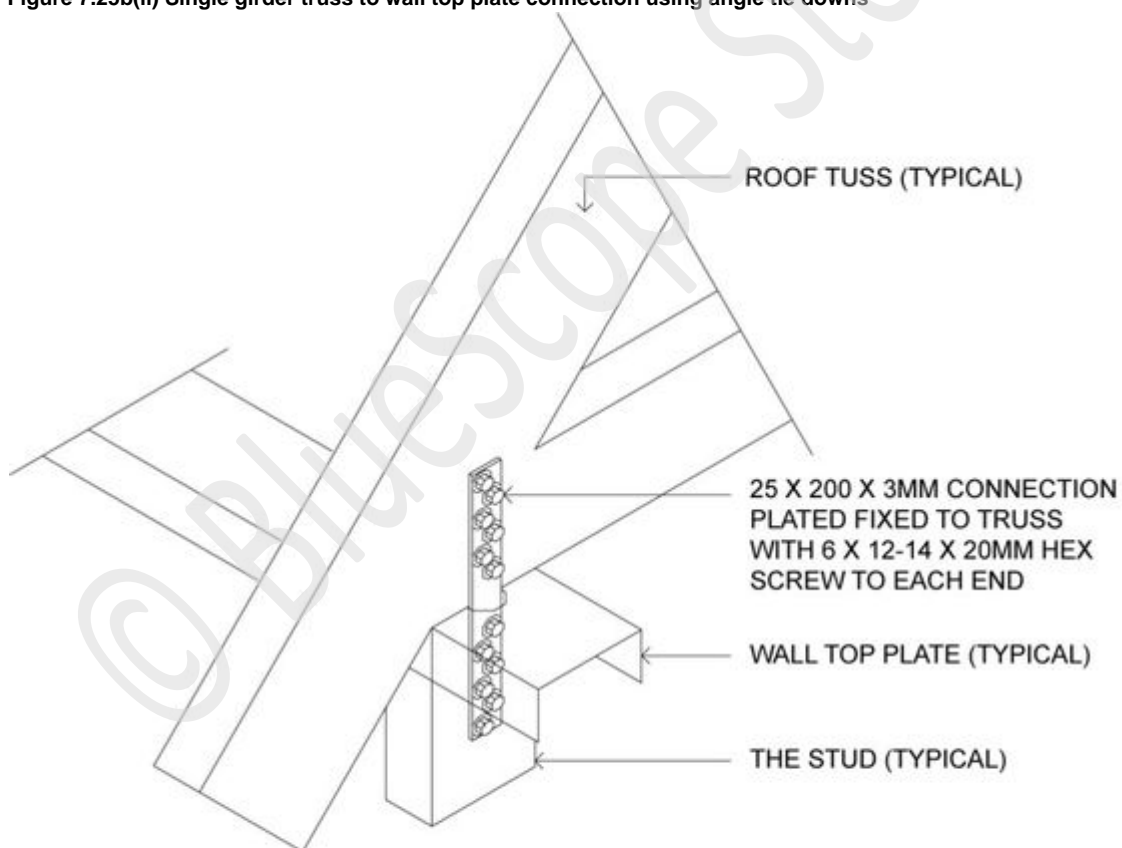 Figure 7.25b(ii) Single girder truss to wall top plate connection using angle tie downs
ROOF TUSS (TYPICAL)
25 X 200 X 3MM CONNECTION
PLATED FIXED TO TRUSS
WITH 6 X 12-14 X 20MM HEX
SCREW TO EACH END
WALL TOP PLATE (TYPICAL)
THE STUD (TYPICAL)
© BlueScope